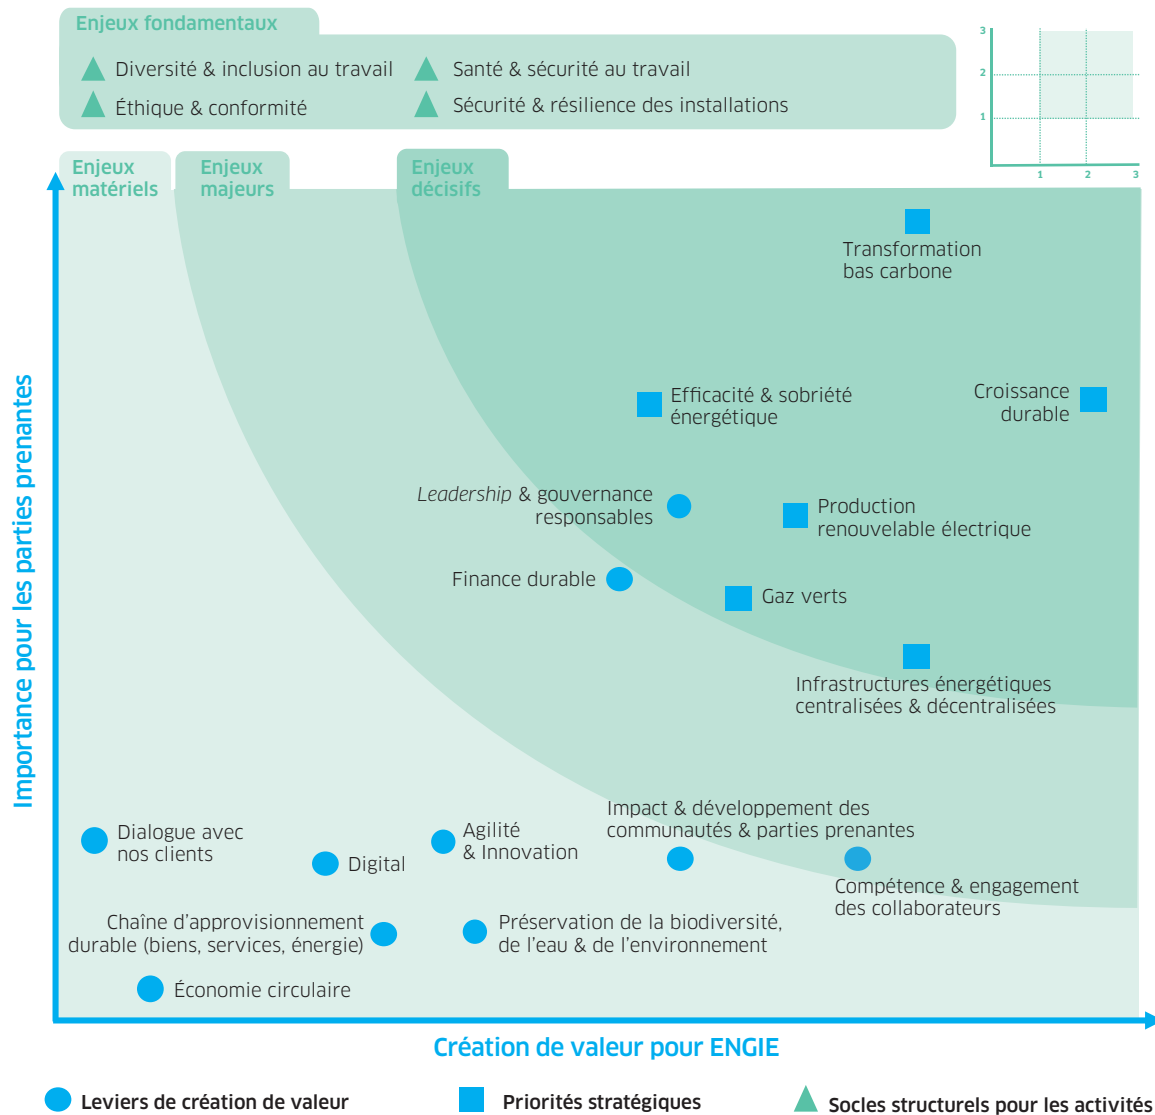 Enjeux fondamentaux
Diversité & inclusion au travail
Santé & sécurité au travail
Éthique & conformité
Sécurité & résilience des installations
3
2
1
1
2
3
Enjeux
matériels
Enjeux
majeurs
Enjeux
décisifs
Importance pour les parties prenantes
Transformation
bas carbone
Efficacité & sobriété
énergétique
Croissance
durable
Leadership & gouvernance
responsables
Production
renouvelable électrique
Finance durable
Gaz verts
Infrastructures énergétiques
centralisées & décentralisées
Dialogue avec
nos clients
Digital
Agilité
& Innovation
Impact & développement des
communautés & parties prenantes
Compétence & engagement
des collaborateurs
Chaîne d'approvisionnement
durable (biens, services, énergie)
Préservation de la biodiversité,
de l'eau & de l'environnement
Économie circulaire
Création de valeur pour ENGIE
Leviers de création de valeur
Priorités stratégiques
Socles structurels pour les activités